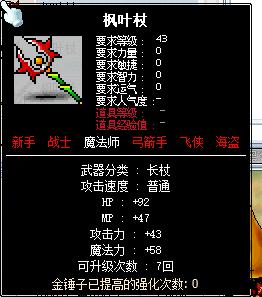 枫叶杖
要求等级 : 43
要求力量 : 0
要求敏捷 : 0
要求智力 : 0
要求运气 : 0
要求人气度 : -
道具等级 : -
道具经验值 : -
新手 战士 魔法师 弓箭手 飞侠 海盗
武器分类 : 长杖
攻击速度 : 普通
HP : +92
MP : +47
攻击力 : +43
魔法力 : +58
可升级次数 : 7回
金锤子已提高的强化次数: 0